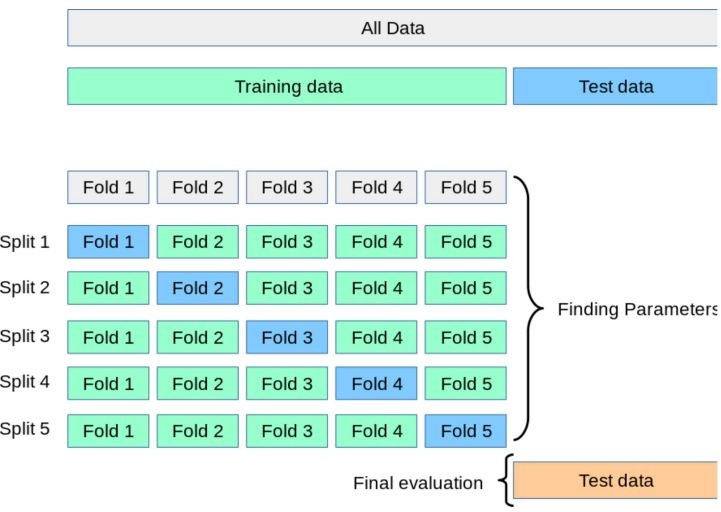 All Data
Training data Test data
Fold 1 Fold 2 Fold 3 Fold 4 Fold 5
Split 1 Fold 1 Fold 2 Fold 3 Fold 4 Fold 5
Split 2 Fold 1 Fold 2 Fold 3 Fold 4 Fold 5
Finding Parameters
Split 3 Fold 1 Fold 2 Fold 3 Fold 4 Fold 5
Split 4 Fold 1 Fold 2 Fold 3 Fold 4 Fold 5
Split 5 Fold 1 Fold 2 Fold 3 Fold 4 Fold 5
Final evaluation Test data